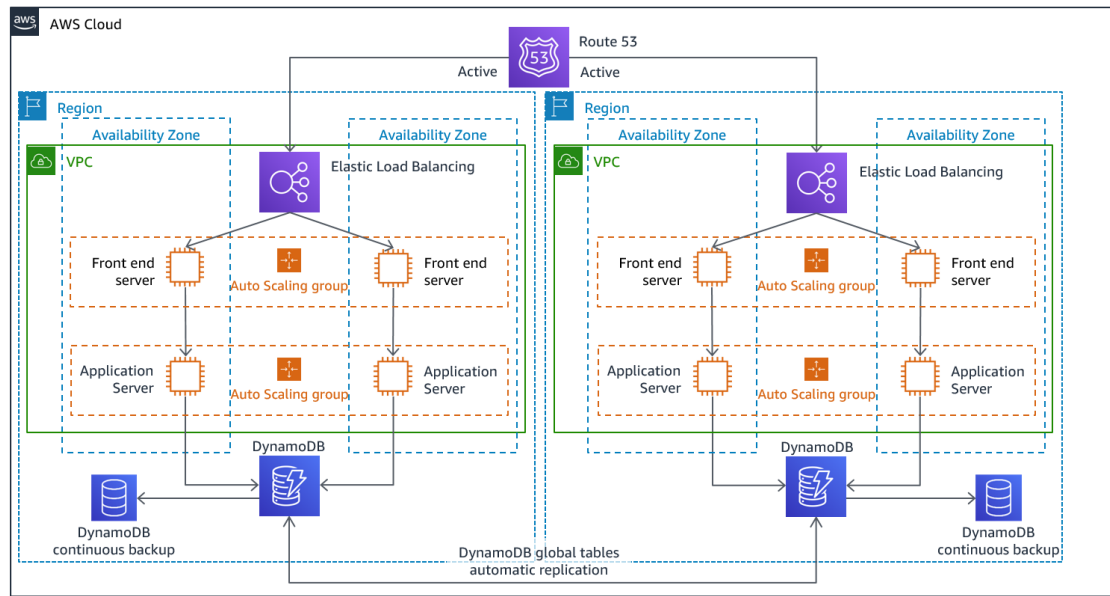 aws
AWS Cloud
53
Route 53
Active
Active
Region
Region
Availability Zone
Availability Zone
Availability Zone
Availability Zone
VPC
VPC
Elastic Load Balancing
Elastic Load Balancing
Front end
server
Auto Scaling group
Front end
server
Front end
server
Auto Scaling group
Front end
server
Application
Server
Auto Scaling group
Application
Server
Application
Server
Auto Scaling group
Application
Server
DynamoDB
DynamoDB
DynamoDB
continuous backup
DynamoDB global tables
automatic replication
DynamoDB
continuous backup